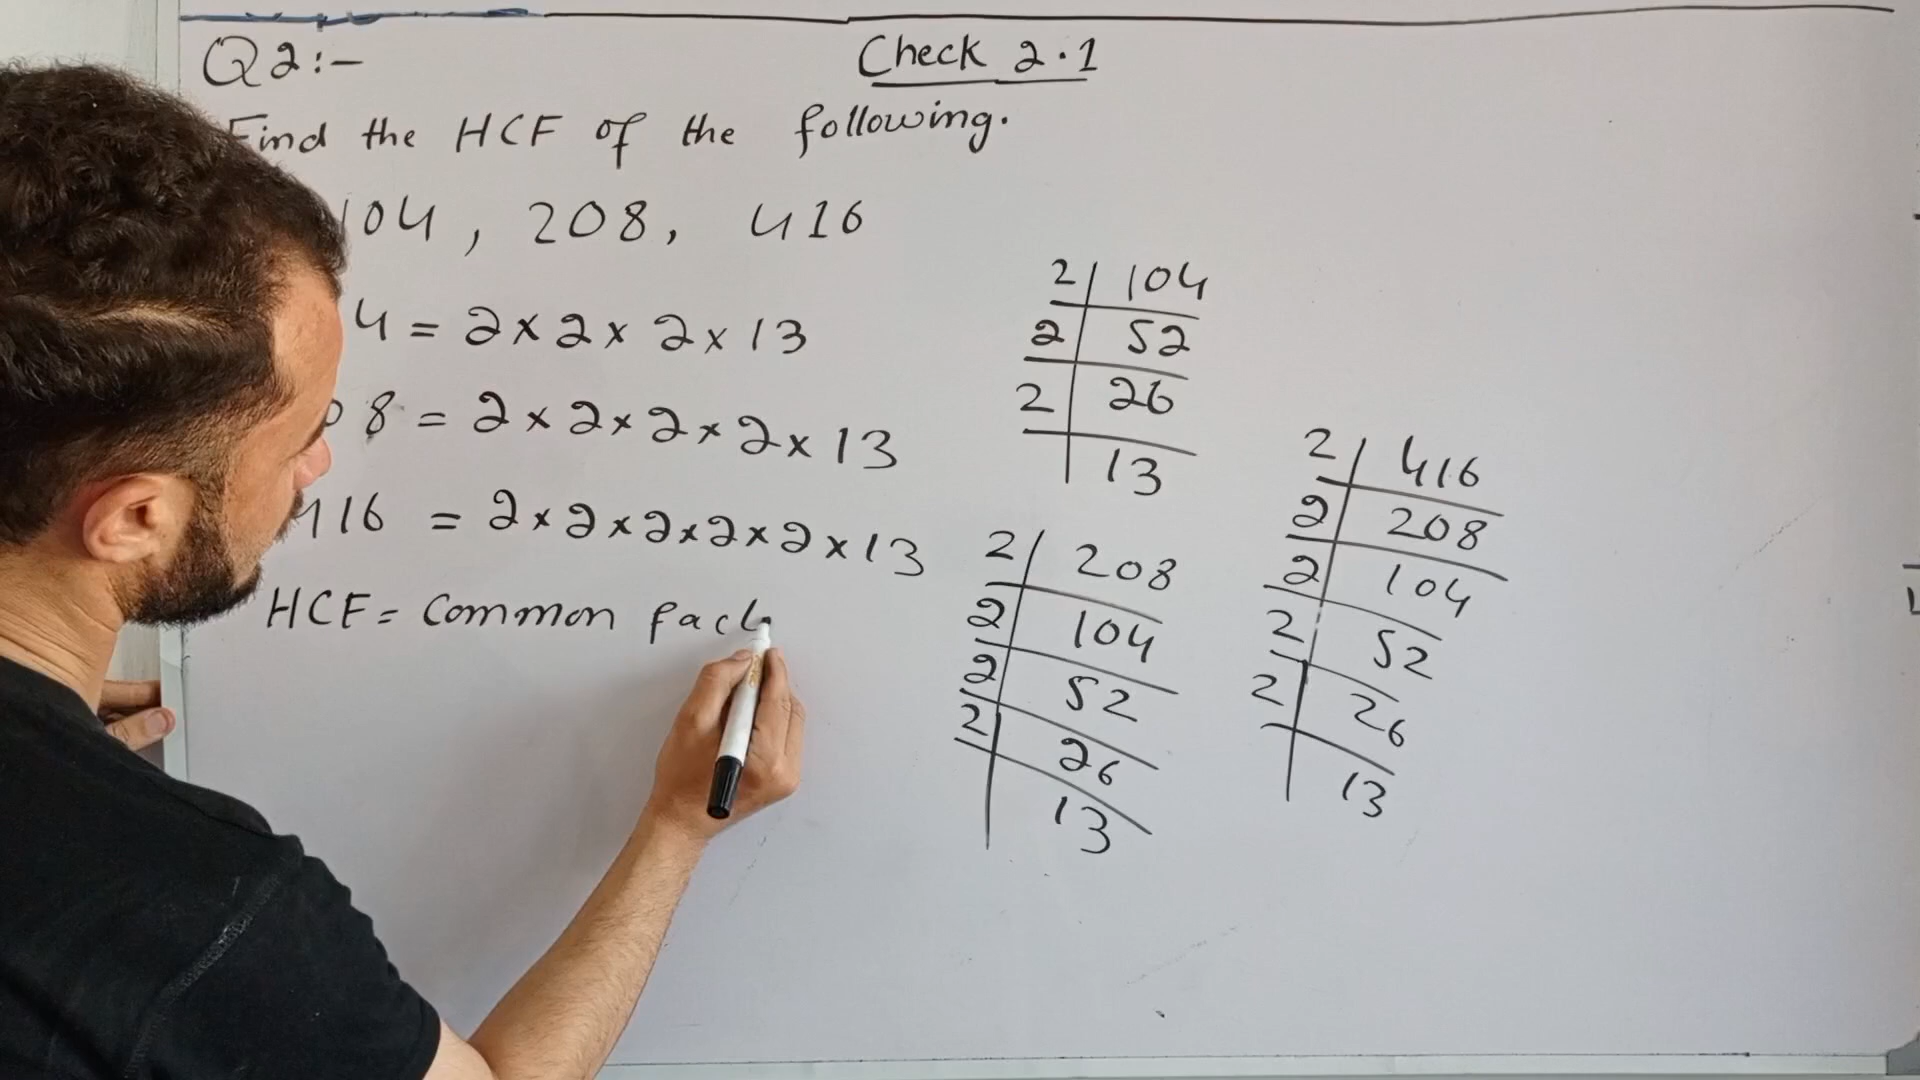 Q2:-
Check 2.1
Find the HCF of the following.
104, 208, 416
4 = 2×2×2×13
08 = 2×2×2×2×13
416 = 2×2×2×2×2×13
HCF = Common fact
2 104
2 52
2 26
13
2 208
2 104
2 52
2 26
13
2 416
2 208
2 104
2 52
2 26
13